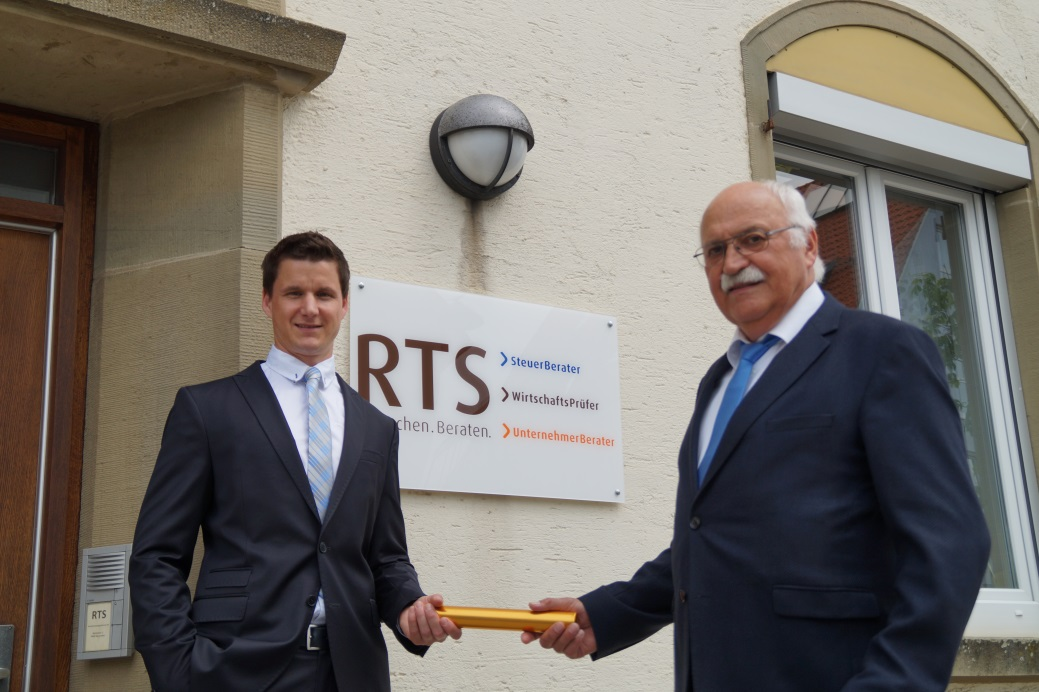 RTS
chen. Beraten.
SteuerBerater
WirtschaftsPrüfer
UnternehmerBerater
RTS